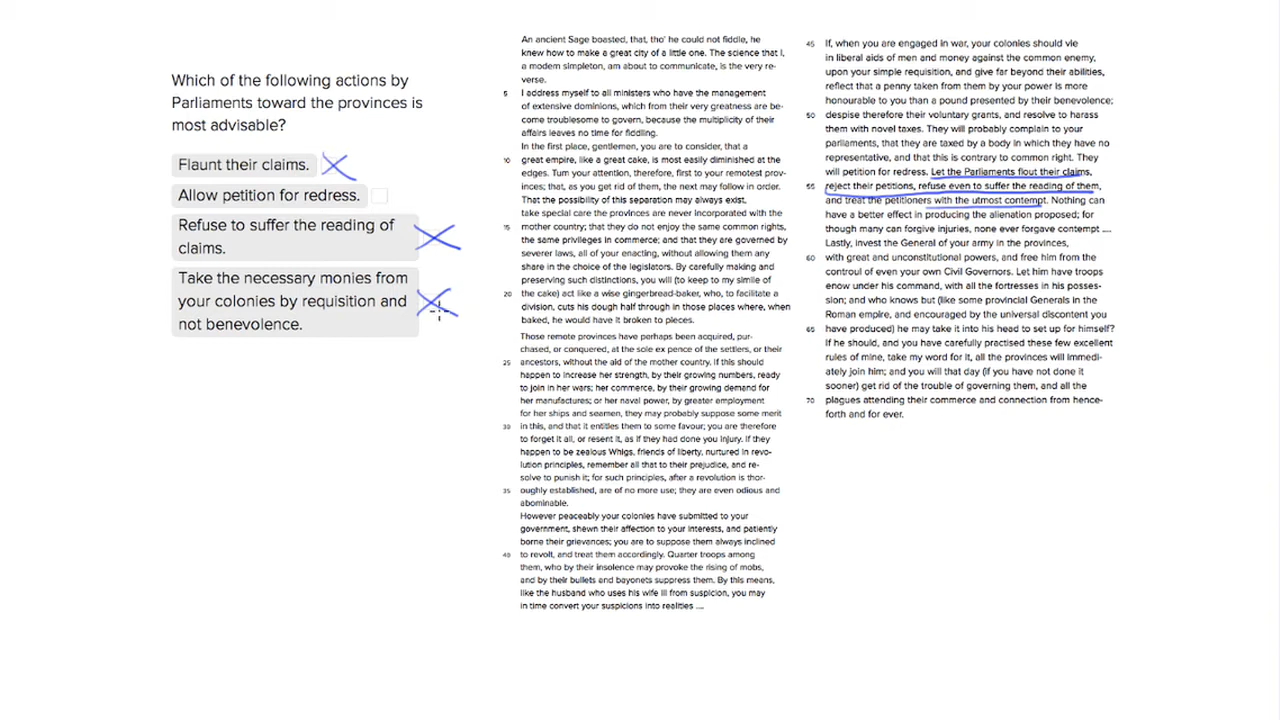 Which of the following actions by
Parliaments toward the provinces is
most advisable?
Flaunt their claims.
Allow petition for redress.
Refuse to suffer the reading of
claims.
Take the necessary monies from
your colonies by requisition and
not benevolence.
An ancient Sage boasted, that, tho' he could not fiddle, he
knew how to make a great city of a little one. The science that I,
a modern simpleton, am about to communicate, is the very re-
verse.
5 I address myself to all ministers who have the management
of extensive dominions, which from their very greatness are be-
come troublesome to govern, because the multiplicity of their
affairs leaves no time for fiddling.
In the first place, gentlemen, you are to consider, that a
10 great empire, like a great cake, is most easily diminished at the
edges. Turn your attention, therefore, first to your remotest prov-
inces; that, as you get rid of them, the next may follow in order.
That the possibility of this separation may always exist,
take special care the provinces are never incorporated with the
15 mother country; that they do not enjoy the same common rights,
the same privileges in commerce; and that they are governed by
severer laws, all of your enacting, without allowing them any
share in the choice of the legislators. By carefully making and
preserving such distinctions, you will (to keep to my simile of
20 the cake) act like a wise gingerbread-baker, who, to facilitate a
division, cuts his dough half through in those places where, when
baked, he would have it broken to pieces.
Those remote provinces have perhaps been acquired, pur-
chased, or conquered, at the sole ex pence of the settlers, or their
25 ancestors, without the aid of the mother country. If this should
happen to increase her strength, by their growing numbers, ready
to join in her wars; her commerce, by their growing demand for
her manufactures; or her naval power, by greater employment
for her ships and seamen, they may probably suppose some merit
30 in this, and that it entitles them to some favour; you are therefore
to forget it all, or resent it, as if they had done you injury. If they
happen to be zealous Whigs, friends of liberty, nurtured in revo-
lution principles, remember all that to their prejudice, and re-
solve to punish it; for such principles, after a revolution is thor-
35 oughly established, are of no more use; they are even odious and
abominable.
However peaceably your colonies have submitted to your
government, shewn their affection to your interests, and patiently
borne their grievances; you are to suppose them always inclined
40 to revolt, and treat them accordingly. Quarter troops among
them, who by their insolence may provoke the rising of mobs,
and by their bullets and bayonets suppress them. By this means,
like the husband who uses his wife ill from suspicion, you may
in time convert your suspicions into realities ....
45 If, when you are engaged in war, your colonies should vie
in liberal aids of men and money against the common enemy,
upon your simple requisition, and give far beyond their abilities,
reflect that a penny taken from them by your power is more
honourable to you than a pound presented by their benevolence;
50 despise therefore their voluntary grants, and resolve to harass
them with novel taxes. They will probably complain to your
parliaments, that they are taxed by a body in which they have no
representative, and that this is contrary to common right. They
will petition for redress. Let the Parliaments flout their claims,
55 reject their petitions, refuse even to suffer the reading of them,
and treat the petitioners with the utmost contempt. Nothing can
have a better effect in producing the alienation proposed; for
though many can forgive injuries, none ever forgave contempt ....
Lastly, invest the General of your army in the provinces,
60 with great and unconstitutional powers, and free him from the
controul of even your own Civil Governors. Let him have troops
enow under his command, with all the fortresses in his posses-
sion; and who knows but (like some provincial Generals in the
Roman empire, and encouraged by the universal discontent you
65 have produced) he may take it into his head to set up for himself?
If he should, and you have carefully practised these few excellent
rules of mine, take my word for it, all the provinces will immedi-
ately join him; and you will that day (if you have not done it
sooner) get rid of the trouble of governing them, and all the
70 plagues attending their commerce and connection from hence-
forth and for ever.